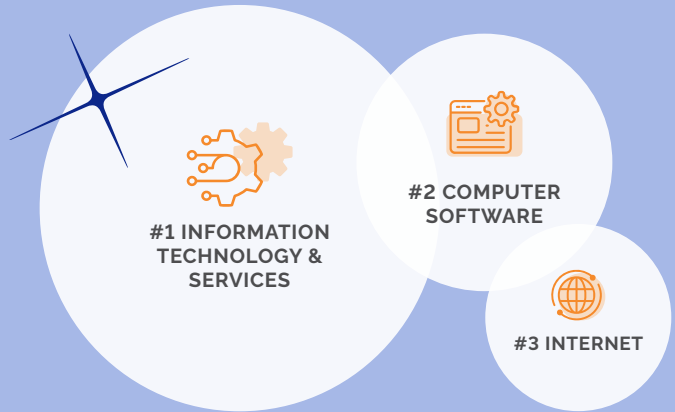 #1 INFORMATION
TECHNOLOGY &
SERVICES
#2 COMPUTER
SOFTWARE
#3 INTERNET